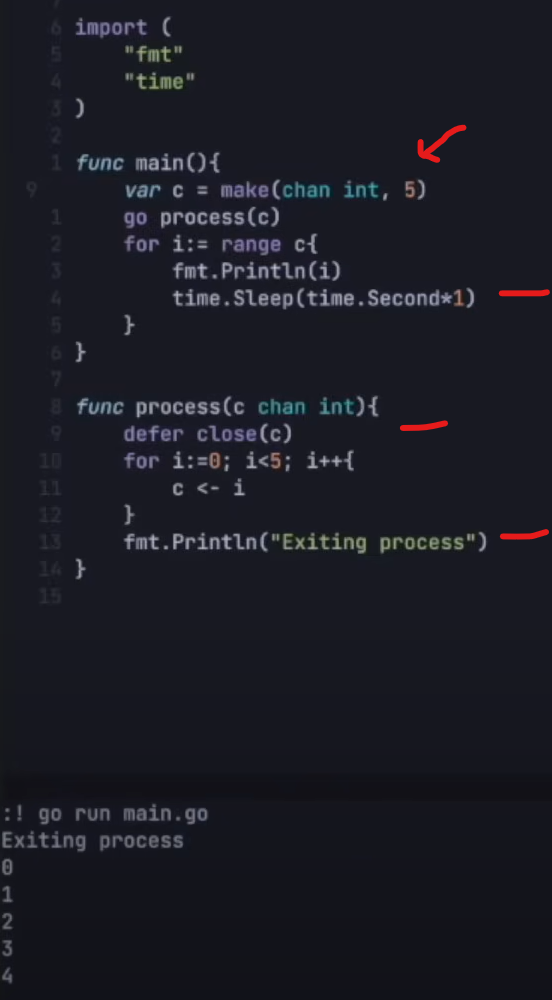 6 import (
5     "fmt"
4     "time"
3 )
2
1 func main(){
9     var c = make(chan int, 5)
1     go process(c)
2     for i:= range c{
3         fmt.Println(i)
4         time.Sleep(time.Second*1)
5     }
6 }
7
8 func process(c chan int){
9     defer close(c)
10     for i:=0; i<5; i++{
11         c <- i
12     }
13     fmt.Println("Exiting process")
14 }
15
:! go run main.go
Exiting process
0
1
2
3
4